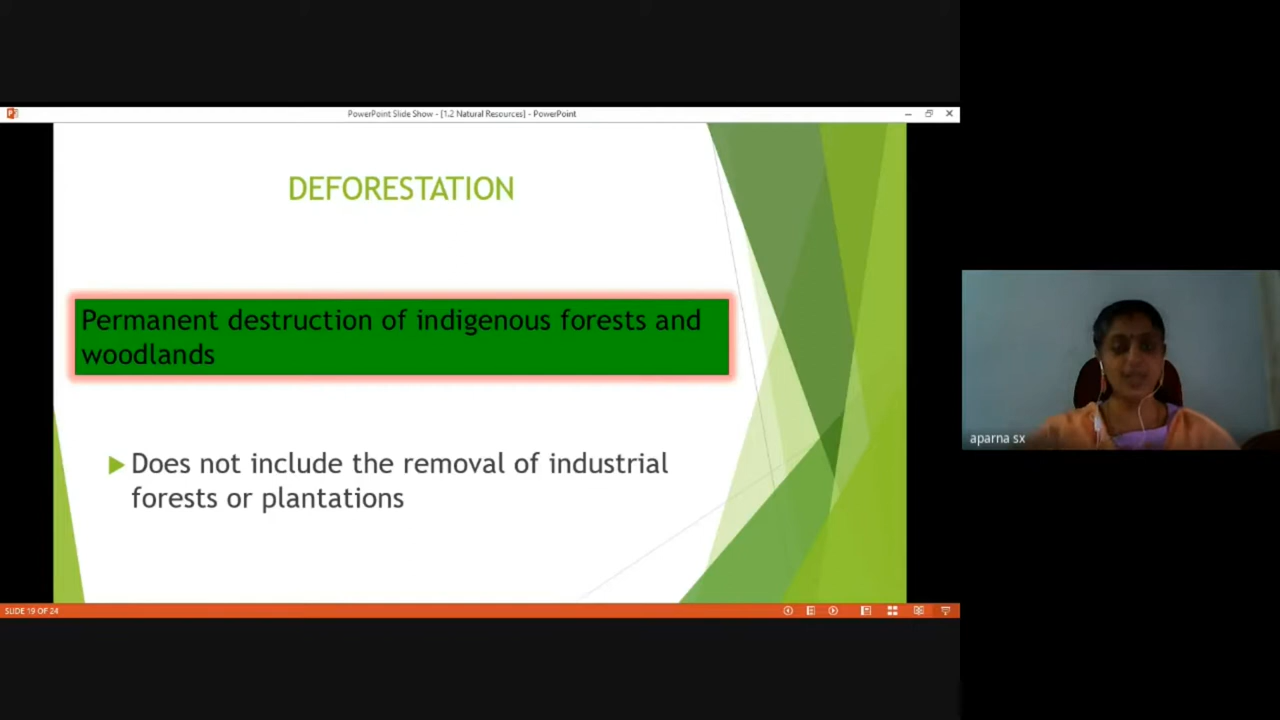 PowerPoint Slide Show - [1.2 Natural Resources] - PowerPoint
DEFORESTATION
Permanent destruction of indigenous forests and
woodlands
Does not include the removal of industrial
forests or plantations
aparna sx
SLIDE 19 OF 24